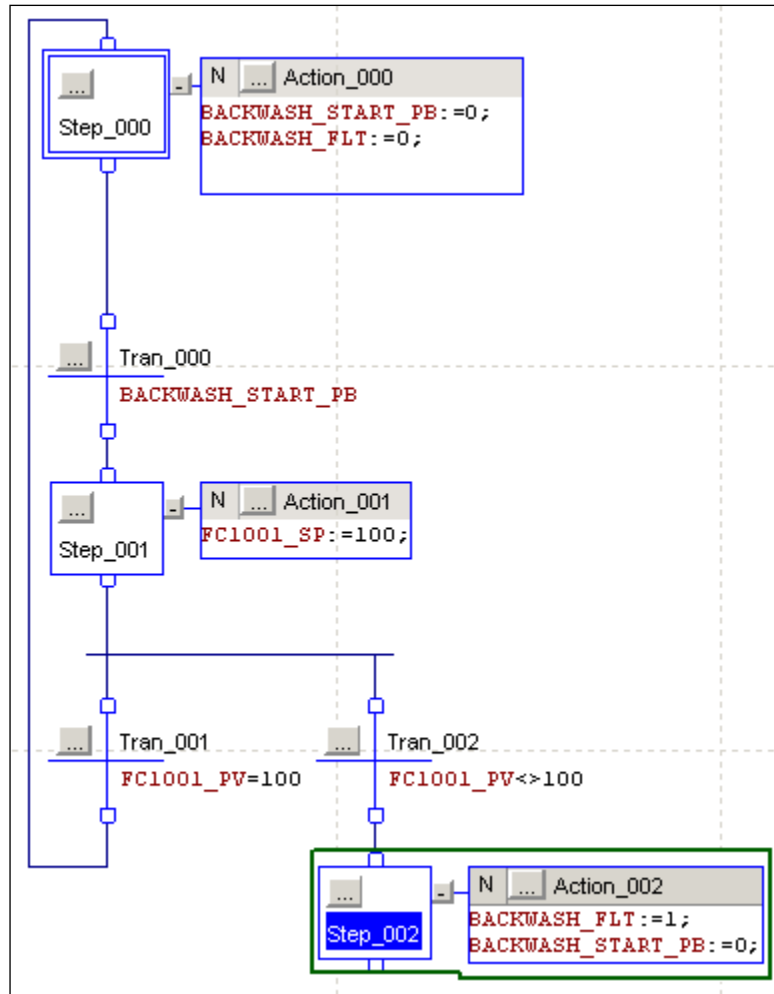 N ... Action_000
...
Step_000
-
BACKWASH_START_PB:=0;
BACKWASH_FLT:=0;
... Tran_000
BACKWASH_START_PB
N ... Action_001
...
Step_001
-
FC1001_SP:=100;
... Tran_001
FC1001_PV=100
... Tran_002
FC1001_PV<>100
N ... Action_002
...
Step_002
-
BACKWASH_FLT:=1;
BACKWASH_START_PB:=0;